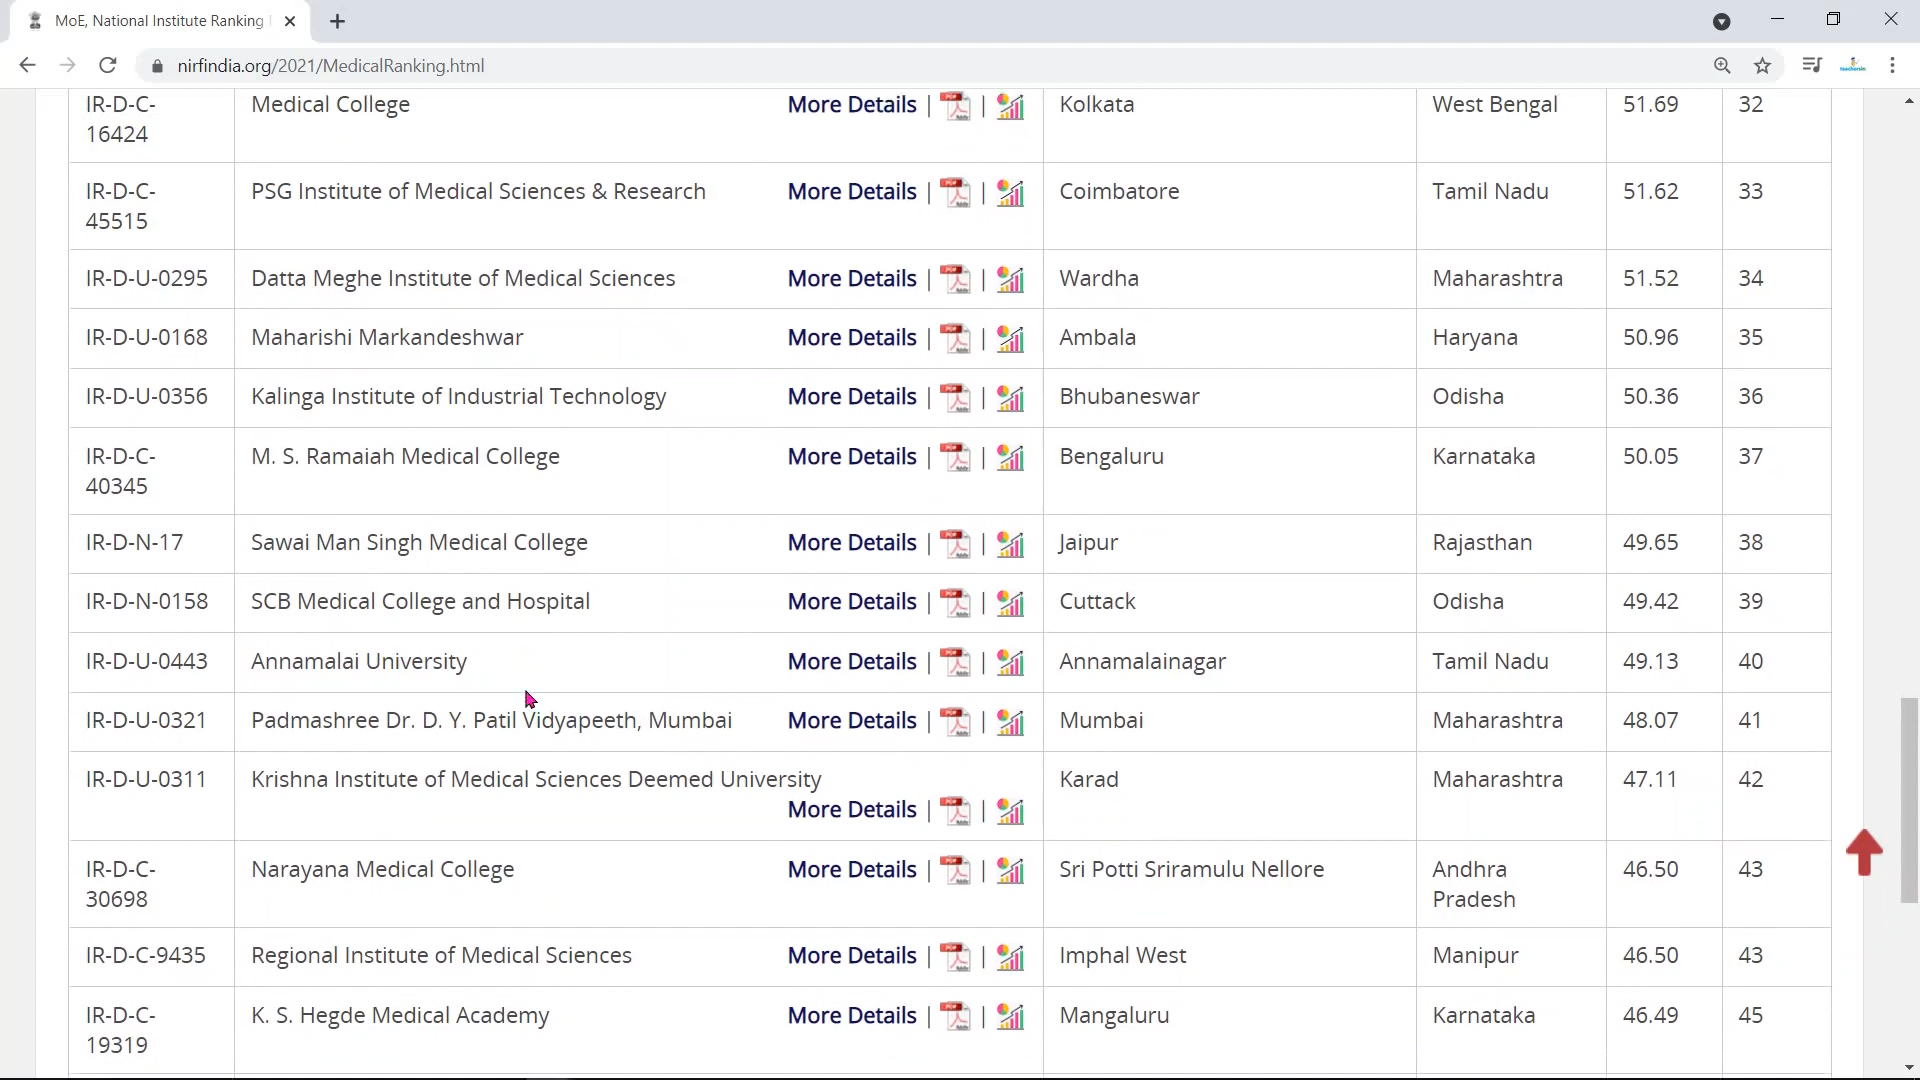 MoE, National Institute Ranking
nirfindia.org/2021/MedicalRanking.html
IR-D-C-16424 Medical College More Details | | Kolkata West Bengal 51.69 32
IR-D-C-45515 PSG Institute of Medical Sciences & Research More Details | | Coimbatore Tamil Nadu 51.62 33
IR-D-U-0295 Datta Meghe Institute of Medical Sciences More Details | | Wardha Maharashtra 51.52 34
IR-D-U-0168 Maharishi Markandeshwar More Details | | Ambala Haryana 50.96 35
IR-D-U-0356 Kalinga Institute of Industrial Technology More Details | | Bhubaneswar Odisha 50.36 36
IR-D-C-40345 M. S. Ramaiah Medical College More Details | | Bengaluru Karnataka 50.05 37
IR-D-N-17 Sawai Man Singh Medical College More Details | | Jaipur Rajasthan 49.65 38
IR-D-N-0158 SCB Medical College and Hospital More Details | | Cuttack Odisha 49.42 39
IR-D-U-0443 Annamalai University More Details | | Annamalainagar Tamil Nadu 49.13 40
IR-D-U-0321 Padmashree Dr. D. Y. Patil Vidyapeeth, Mumbai More Details | | Mumbai Maharashtra 48.07 41
IR-D-U-0311 Krishna Institute of Medical Sciences Deemed University Karad Maharashtra 47.11 42
More Details | |
IR-D-C-30698 Narayana Medical College More Details | | Sri Potti Sriramulu Nellore Andhra Pradesh 46.50 43
IR-D-C-9435 Regional Institute of Medical Sciences More Details | | Imphal West Manipur 46.50 43
IR-D-C-19319 K. S. Hegde Medical Academy More Details | | Mangaluru Karnataka 46.49 45